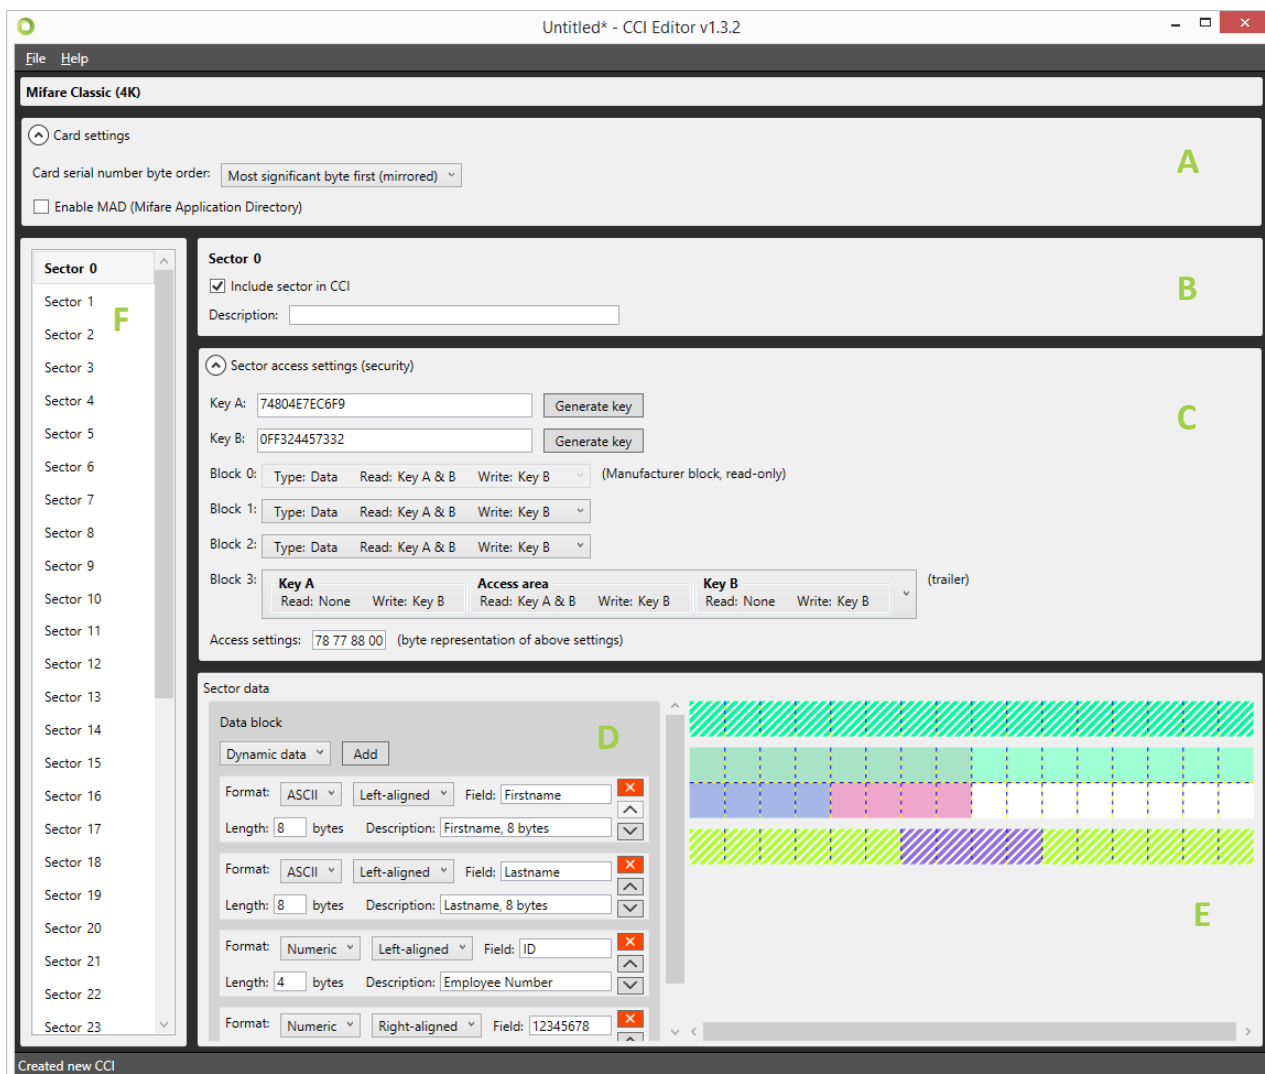 Untitled* - CCI Editor v1.3.2
File Help
Mifare Classic (4K)
Card settings
Card serial number byte order: Most significant byte first (mirrored)
Enable MAD (Mifare Application Directory)
A
Sector 0
Sector 1
Sector 2
Sector 3
Sector 4
Sector 5
Sector 6
Sector 7
Sector 8
Sector 9
Sector 10
Sector 11
Sector 12
Sector 13
Sector 14
Sector 15
Sector 16
Sector 17
Sector 18
Sector 19
Sector 20
Sector 21
Sector 22
Sector 23
F
Sector 0
Include sector in CCI
Description:
B
Sector access settings (security)
Key A: 74804E7EC6F9 Generate key
Key B: 0FF324457332 Generate key
C
Block 0: Type: Data Read: Key A & B Write: Key B (Manufacturer block, read-only)
Block 1: Type: Data Read: Key A & B Write: Key B
Block 2: Type: Data Read: Key A & B Write: Key B
Block 3: Key A Access area Key B (trailer)
Read: None Write: Key B Read: Key A & B Write: Key B Read: None Write: Key B
Access settings: 78 77 88 00 (byte representation of above settings)
Sector data
Data block
D
Dynamic data Add
Format: ASCII Left-aligned Field: Firstname
Length: 8 bytes Description: Firstname, 8 bytes
Format: ASCII Left-aligned Field: Lastname
Length: 8 bytes Description: Lastname, 8 bytes
Format: Numeric Left-aligned Field: ID
Length: 4 bytes Description: Employee Number
Format: Numeric Right-aligned Field: 12345678
E
Created new CCI